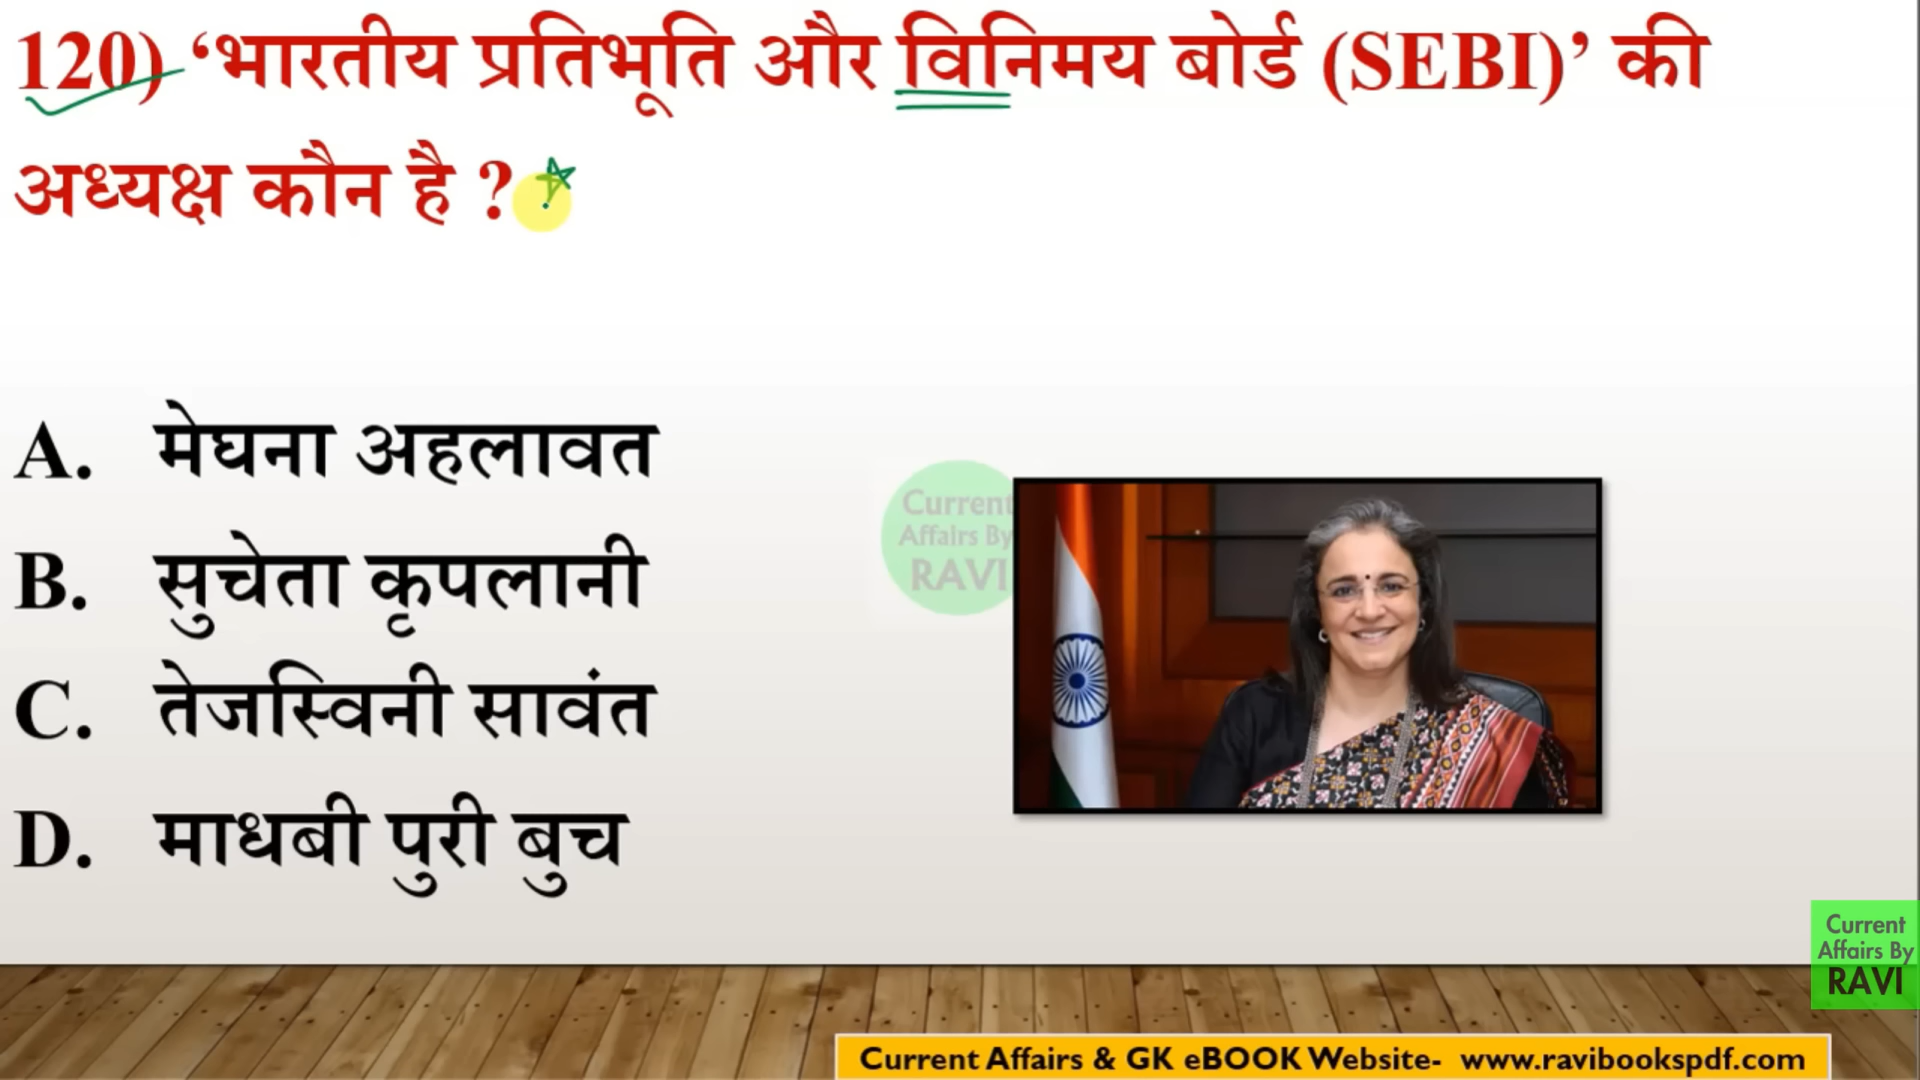 120) ‘भारतीय प्रतिभूति और विनिमय बोर्ड (SEBI)’ की
अध्यक्ष कौन है ?
A. मेघना अहलावत
B. सुचेता कृपलानी
C. तेजस्विनी सावंत
D. माधबी पुरी बुच
Current
Affairs By
RAVI
Current
Affairs By
RAVI
Current Affairs & GK eBOOK Website- www.ravibookspdf.com